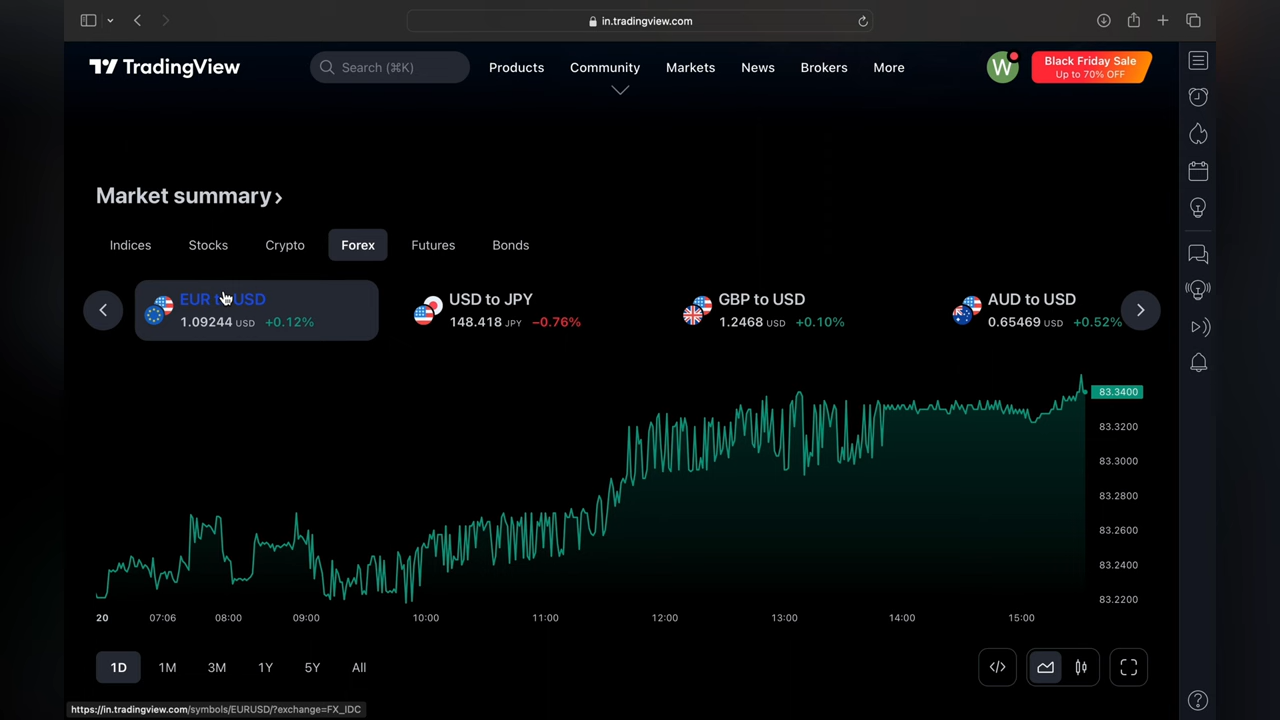 in.tradingview.com
TradingView
Search (⌘K)
Products
Community
Markets
News
Brokers
More
W
Black Friday Sale
Up to 70% OFF
Market summary ›
Indices
Stocks
Crypto
Forex
Futures
Bonds
EUR to USD
1.09244 USD +0.12%
USD to JPY
148.418 JPY −0.76%
GBP to USD
1.2468 USD +0.10%
AUD to USD
0.65469 USD +0.52%
83.3400
83.3200
83.3000
83.2800
83.2600
83.2400
83.2200
20
07:06
08:00
09:00
10:00
11:00
12:00
13:00
14:00
15:00
1D
1M
3M
1Y
5Y
All
https://in.tradingview.com/symbols/EURUSD/?exchange=FX_IDC